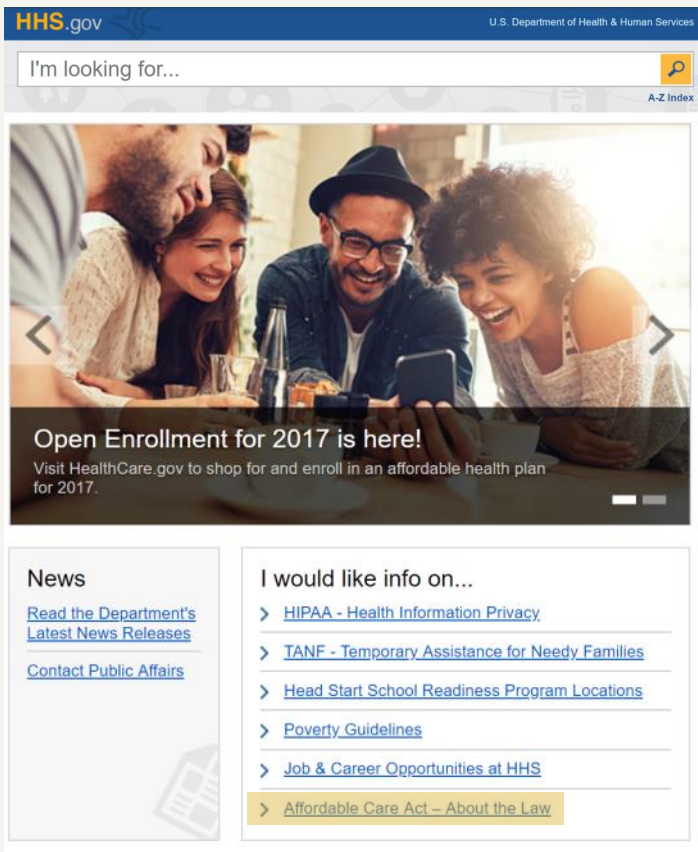 HHS.gov
U.S. Department of Health & Human Services
I'm looking for...
A-Z Index
Open Enrollment for 2017 is here!
Visit HealthCare.gov to shop for and enroll in an affordable health plan
for 2017.
News
Read the Department's
Latest News Releases
Contact Public Affairs
I would like info on...
HIPAA - Health Information Privacy
TANF - Temporary Assistance for Needy Families
Head Start School Readiness Program Locations
Poverty Guidelines
Job & Career Opportunities at HHS
Affordable Care Act – About the Law